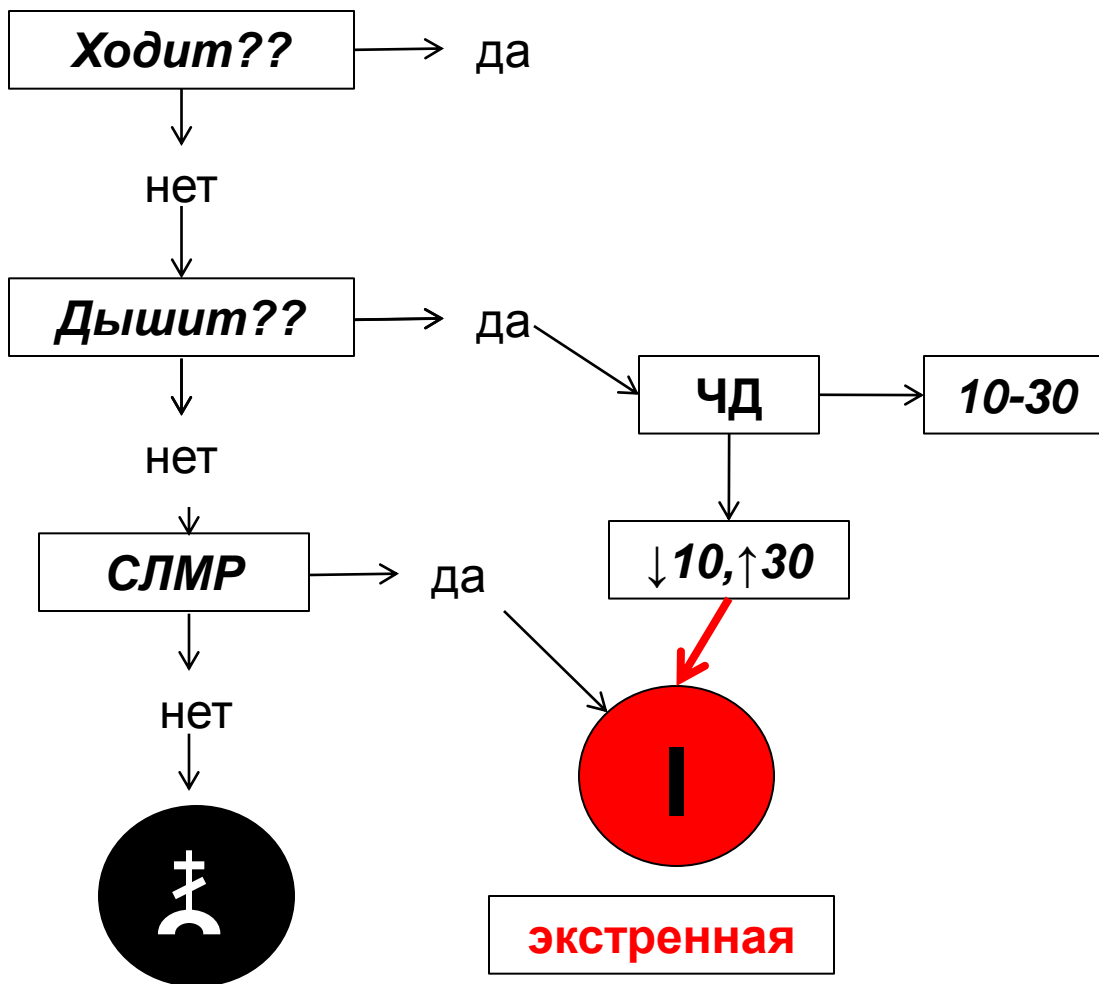 Ходит??
да
нет
Дышит??
да
ЧД
10-30
нет
↓10,↑30
СЛМР
да
нет
I
экстренная